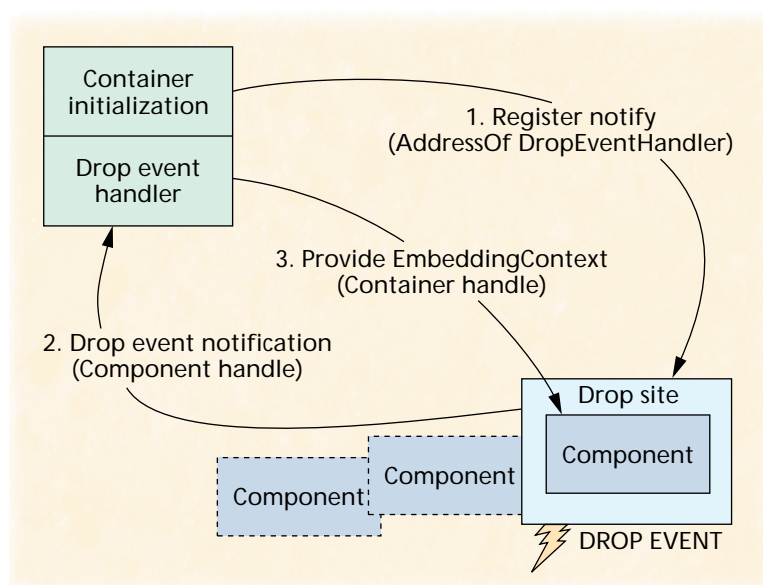 Container
initialization
Drop event
handler
1. Register notify
(AddressOf DropEventHandler)
3. Provide EmbeddingContext
(Container handle)
2. Drop event notification
(Component handle)
Drop site
Component
Component
Component
DROP EVENT